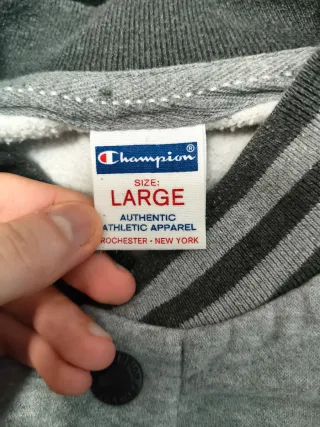 Champion®
SIZE:
LARGE
AUTHENTIC
ATHLETIC APPAREL
ROCHESTER • NEW YORK